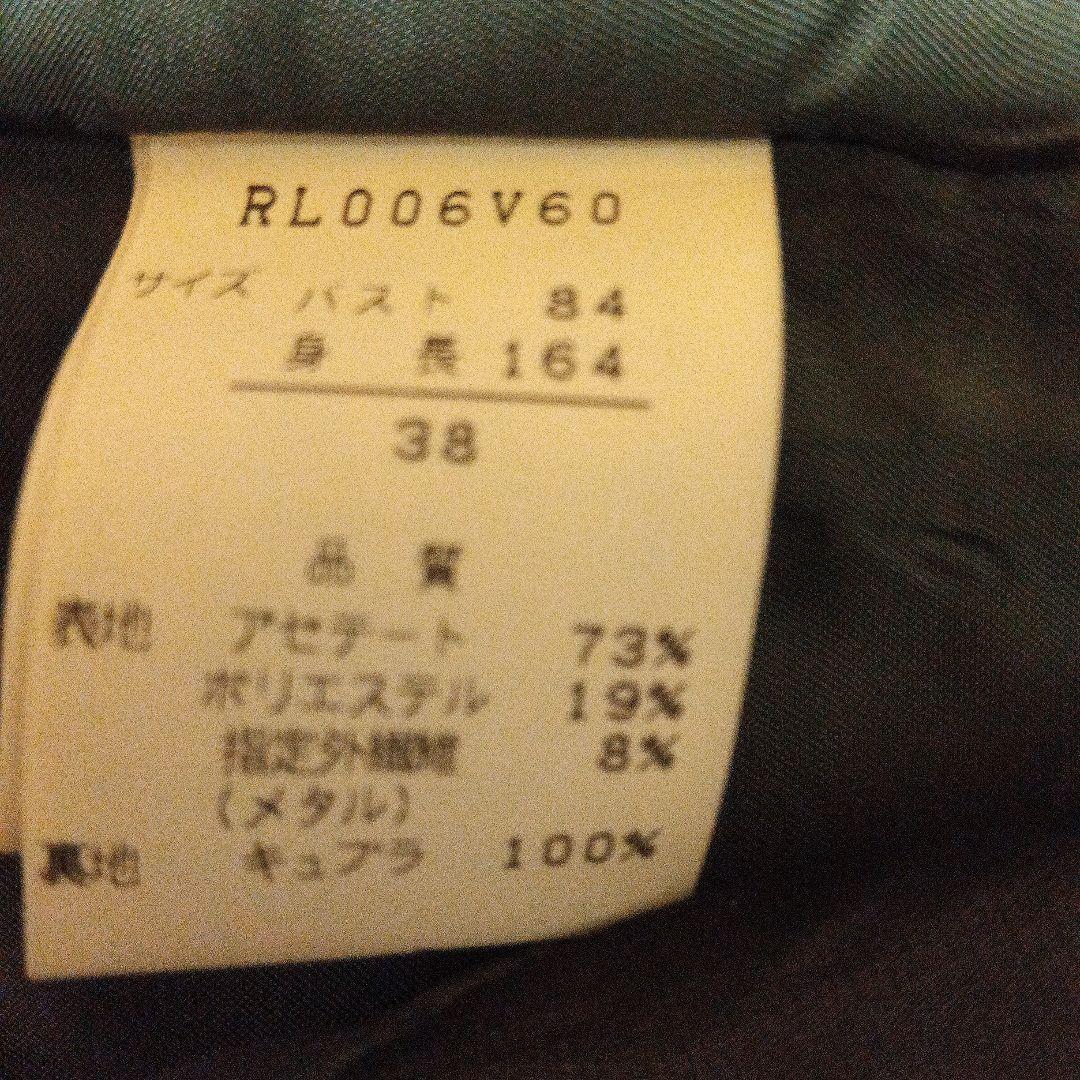 RL006V60
サイズ バスト 84
身長 164
38
品質
表地 アセテート 73%
ポリエステル 19%
指定外繊維 8%
(メタル)
裏地 キュプラ 100%